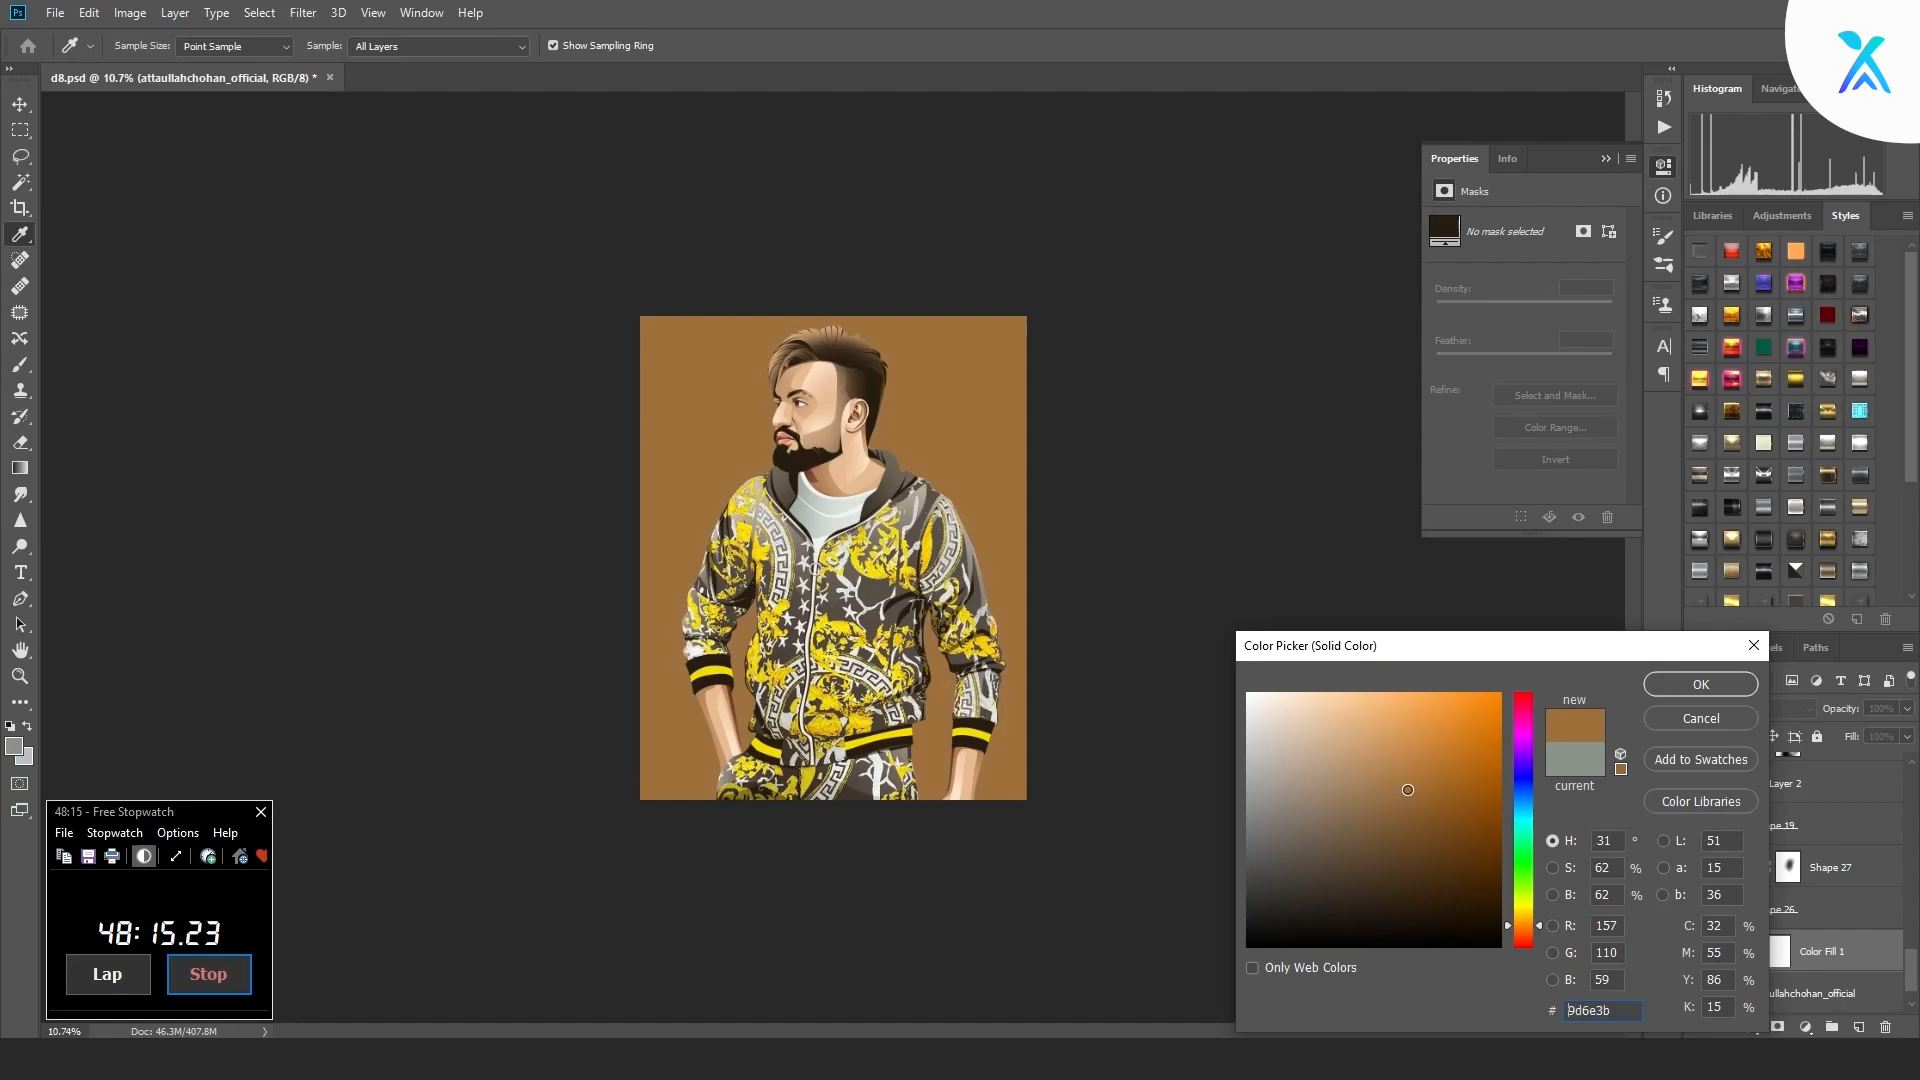 Ps File Edit Image Layer Type Select Filter 3D View Window Help
Sample Size: Point Sample Sample: All Layers Show Sampling Ring
d8.psd @ 10.7% (attaullahchohan_official, RGB/8) * ×
Histogram
Properties Info
Masks
No mask selected
Density:
Feather:
Refine: Select and Mask...
Color Range...
Invert
Libraries Adjustments Styles
Paths
Opacity: 100%
Fill: 100%
Layer 2
Shape 27
Color Fill 1
Color Picker (Solid Color)
new
current
OK
Cancel
Add to Swatches
Color Libraries
H: 31 ° L: 51
S: 62 % a: 15
B: 62 % b: 36
R: 157 C: 32 %
G: 110 M: 55 %
B: 59 Y: 86 %
# 9d6e3b K: 15 %
Only Web Colors
48:15 - Free Stopwatch
File Stopwatch Options Help
48:15.23
Lap Stop
10.74% Doc: 46.3M/407.8M